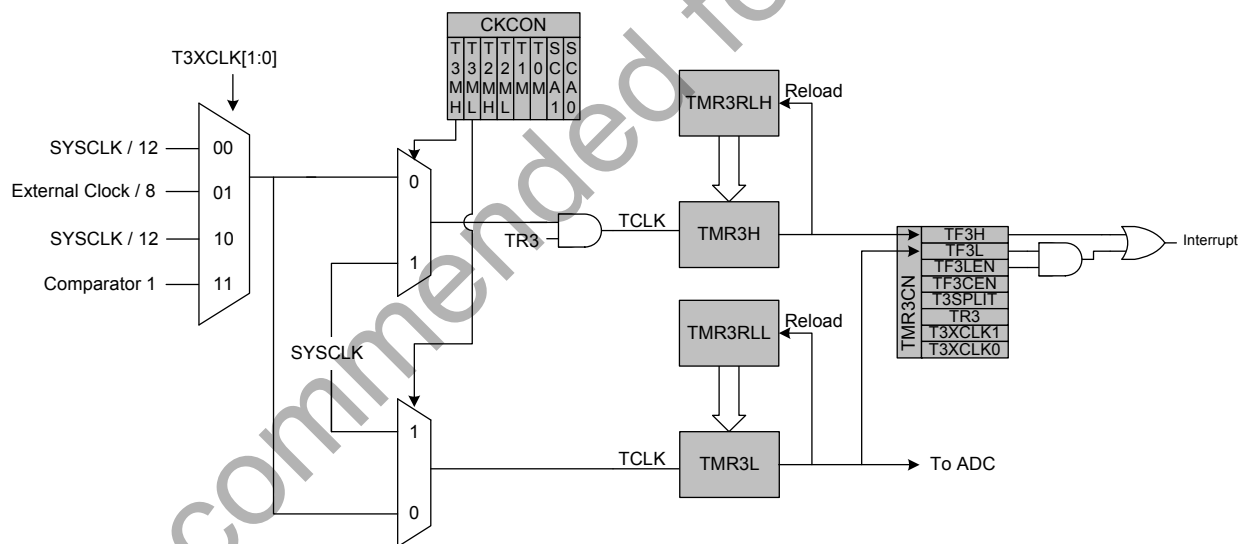 CKCON
T3MH
T3ML
T2MH
T2ML
T1M
T0M
SCA1
SCA0
T3XCLK[1:0]
SYSCLK / 12
00
External Clock / 8
01
SYSCLK / 12
10
Comparator 1
11
0
1
TR3
TCLK
SYSCLK
TMR3RLH
Reload
TMR3H
TMR3CN
TF3H
TF3L
TF3LEN
TF3CEN
T3SPLIT
TR3
T3XCLK1
T3XCLK0
Interrupt
TMR3RLL
Reload
1
0
TCLK
TMR3L
To ADC
commended fo